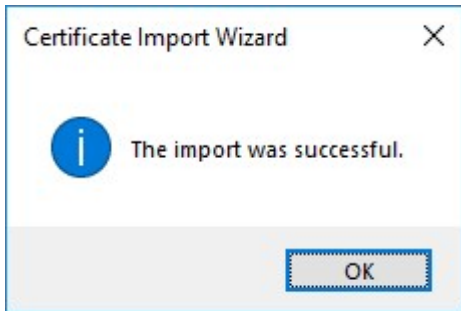 Certificate Import Wizard
The import was successful.
OK